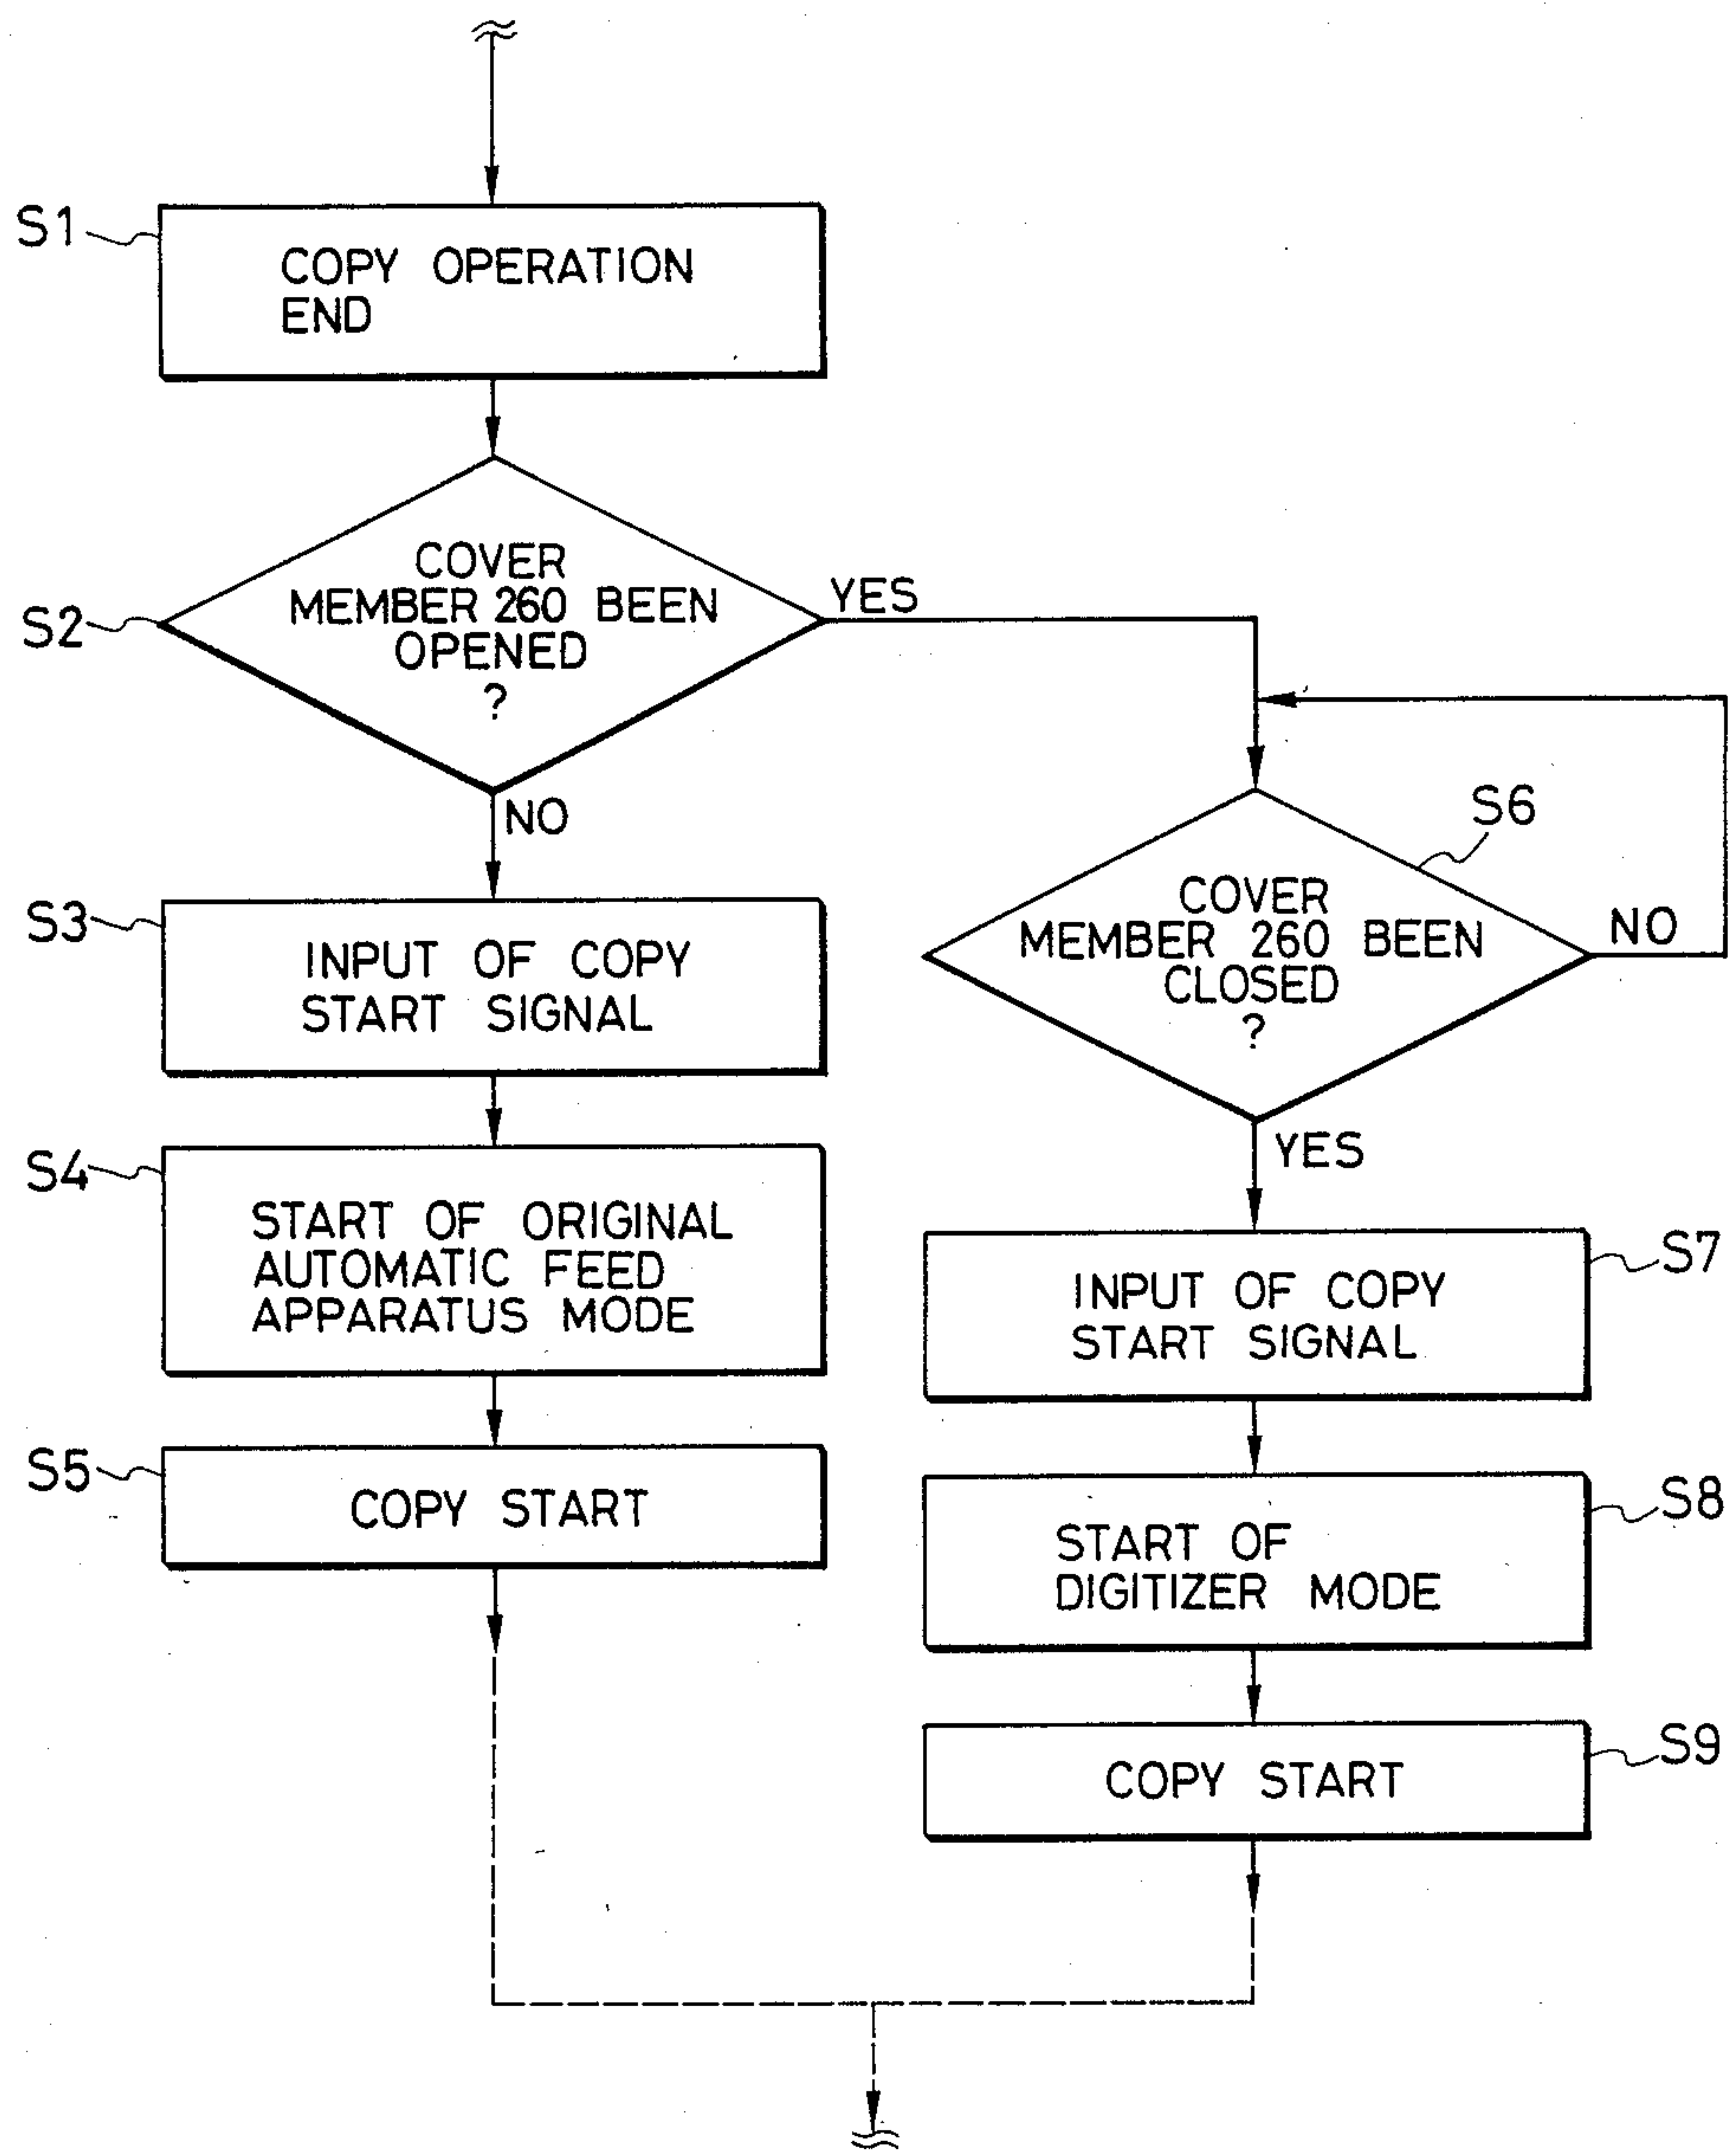 S1
COPY OPERATION
END
S2
COVER
MEMBER 260 BEEN
OPENED
?
YES
NO
S3
INPUT OF COPY
START SIGNAL
S4
START OF ORIGINAL
AUTOMATIC FEED
APPARATUS MODE
S5
COPY START
S6
COVER
MEMBER 260 BEEN
CLOSED
?
NO
YES
S7
INPUT OF COPY
START SIGNAL
S8
START OF
DIGITIZER MODE
S9
COPY START